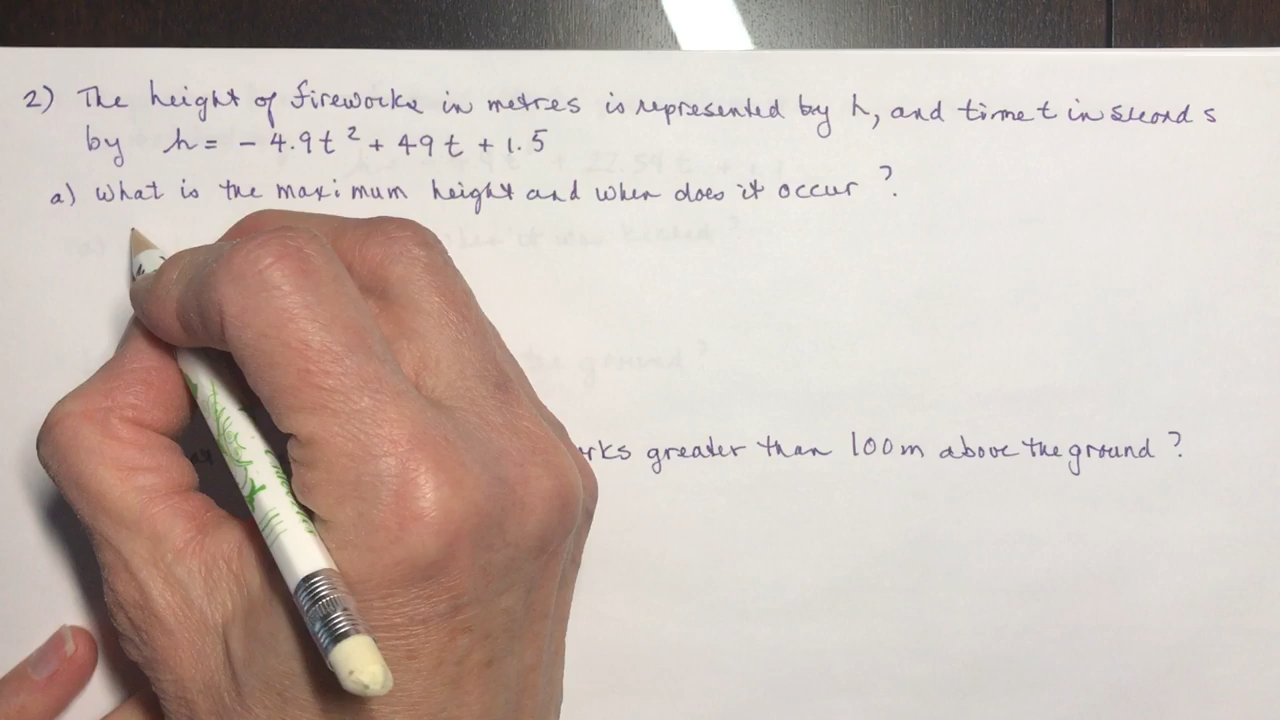 2) The height of fireworks in metres is represented by h, and time t in seconds
by h = - 4.9t² + 49t + 1.5
a) What is the maximum height and when does it occur ?
greater than 100m above the ground ?